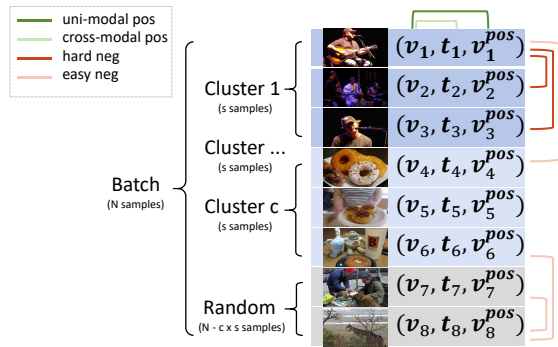 uni-modal pos
cross-modal pos
hard neg
easy neg
Batch
(N samples)
Cluster 1
(s samples)
Cluster ...
(s samples)
Cluster c
(s samples)
Random
(N - c x s samples)
(v₁, t₁, v₁ᵖᵒˢ)
(v₂, t₂, v₂ᵖᵒˢ)
(v₃, t₃, v₃ᵖᵒˢ)
(v₄, t₄, v₄ᵖᵒˢ)
(v₅, t₅, v₅ᵖᵒˢ)
(v₆, t₆, v₆ᵖᵒˢ)
B
(v₇, t₇, v₇ᵖᵒˢ)
(v₈, t₈, v₈ᵖᵒˢ)